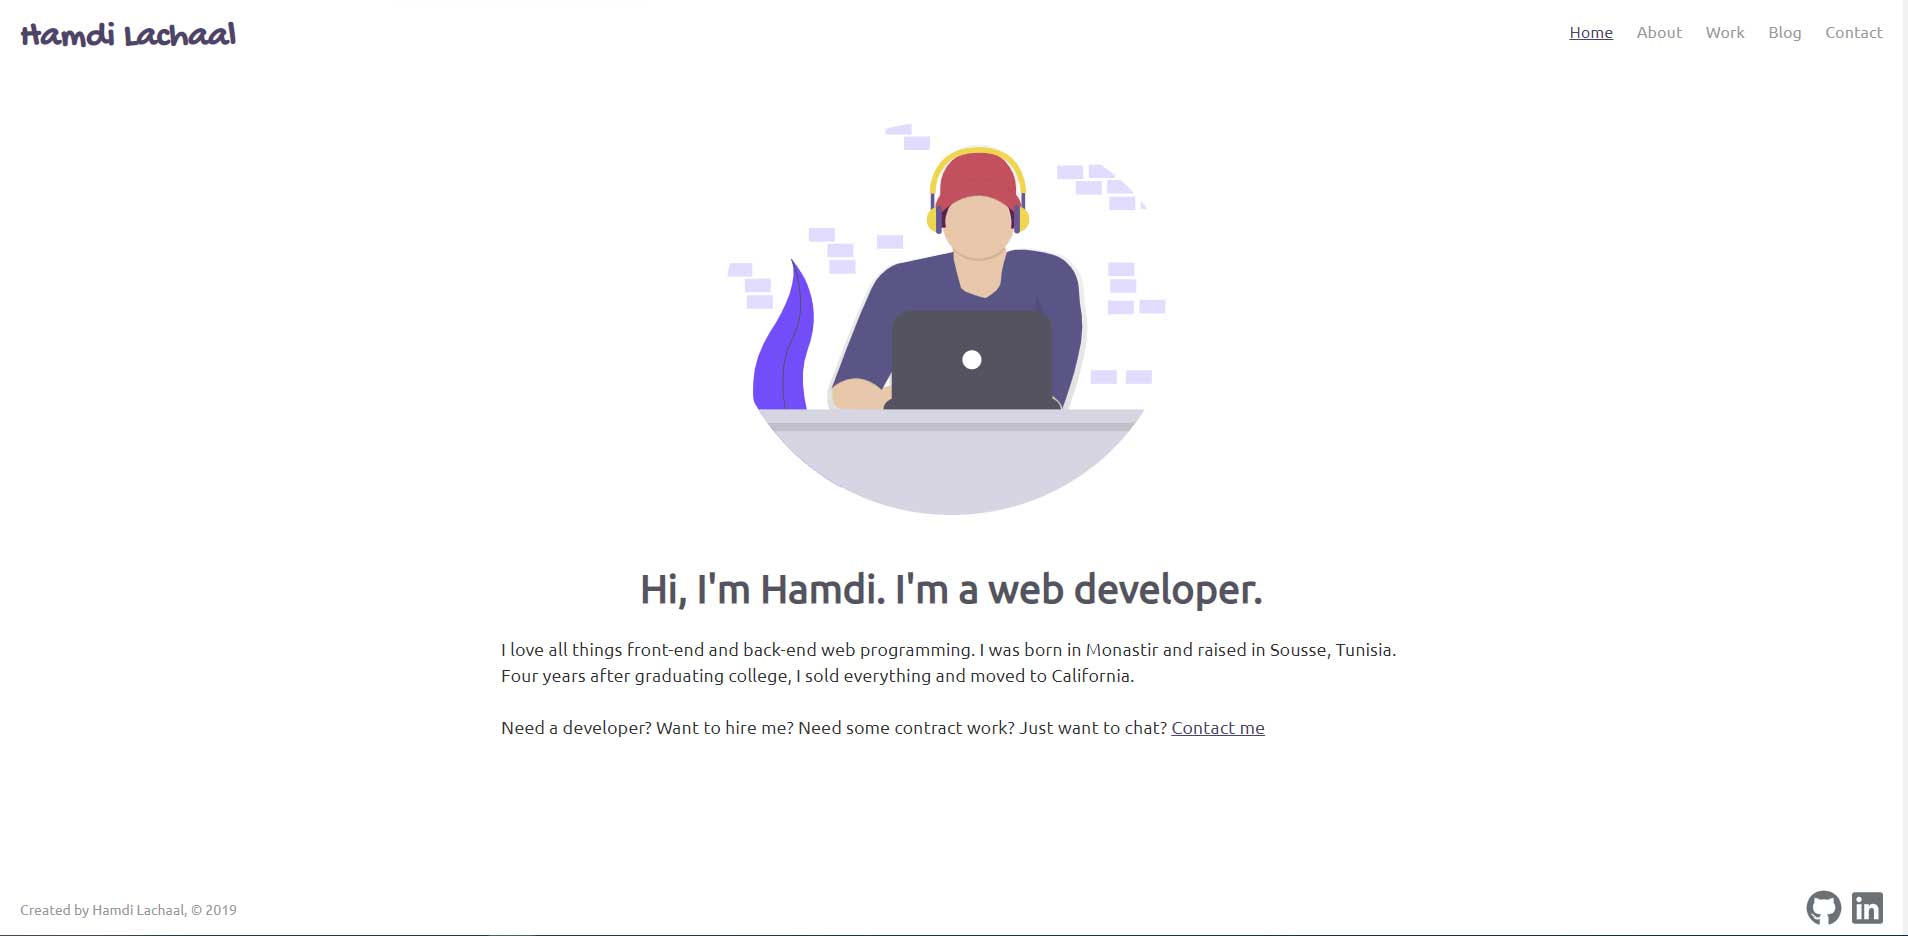 Hamdi Lachaal
Home About Work Blog Contact
Hi, I'm Hamdi. I'm a web developer.
I love all things front-end and back-end web programming. I was born in Monastir and raised in Sousse, Tunisia.
Four years after graduating college, I sold everything and moved to California.
Need a developer? Want to hire me? Need some contract work? Just want to chat? Contact me
Created by Hamdi Lachaal, © 2019
in